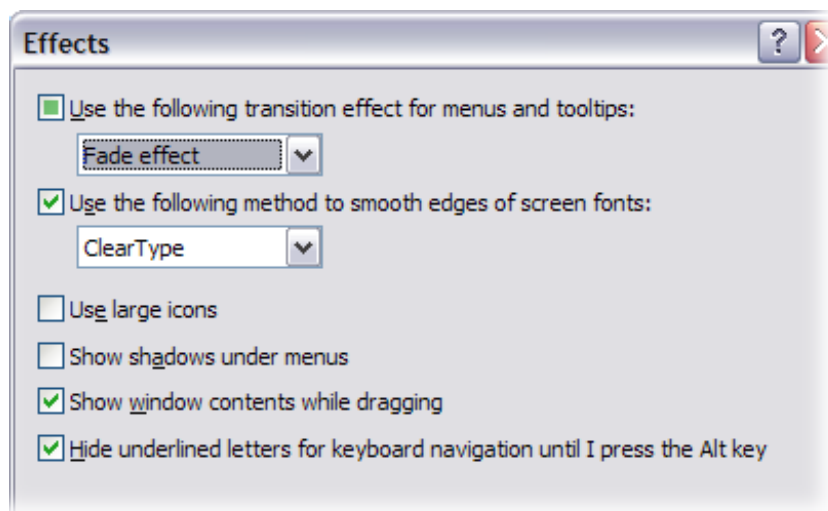 Effects
?
Use the following transition effect for menus and tooltips:
Fade effect
Use the following method to smooth edges of screen fonts:
ClearType
Use large icons
Show shadows under menus
Show window contents while dragging
Hide underlined letters for keyboard navigation until I press the Alt key